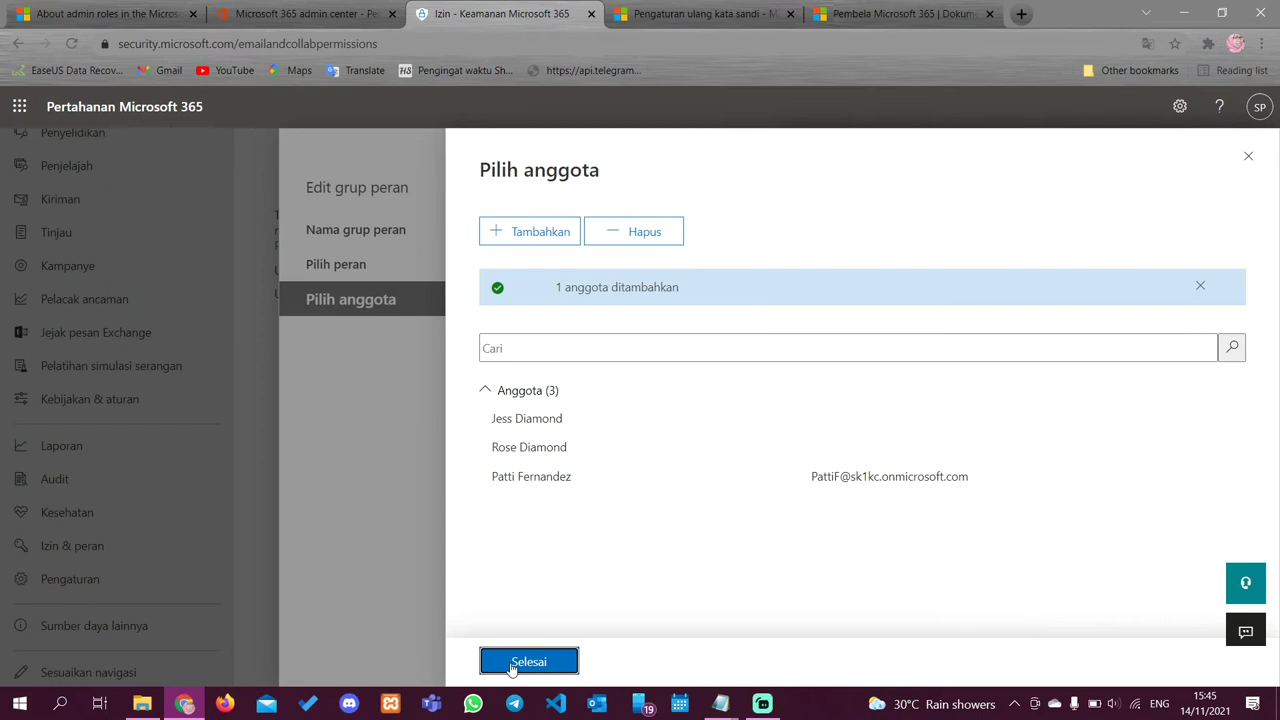 About admin roles in the Microso
Microsoft 365 admin center - Pe
Izin - Keamanan Microsoft 365
Pengaturan ulang kata sandi - M
Pembela Microsoft 365 | Dokum
security.microsoft.com/emailandcollabpermissions
EaseUS Data Recov...
Gmail
YouTube
Maps
Translate
Pengingat waktu Sh...
https://api.telegram...
Other bookmarks
Reading list
Pertahanan Microsoft 365
SP
Penyelidikan
Penjelajah
Kiriman
Tinjau
Kampanye
Pelacak ancaman
Jejak pesan Exchange
Pelatihan simulasi serangan
Kebijakan & aturan
Laporan
Audit
Kesehatan
Izin & peran
Pengaturan
Sumber daya lainnya
Sesuaikan navigasi
Edit grup peran
Nama grup peran
Pilih peran
Pilih anggota
Pilih anggota
Tambahkan
Hapus
1 anggota ditambahkan
Cari
Anggota (3)
Jess Diamond
Rose Diamond
Patti Fernandez PattiF@sk1kc.onmicrosoft.com
Selesai
19
30°C Rain showers
ENG
15:45
14/11/2021